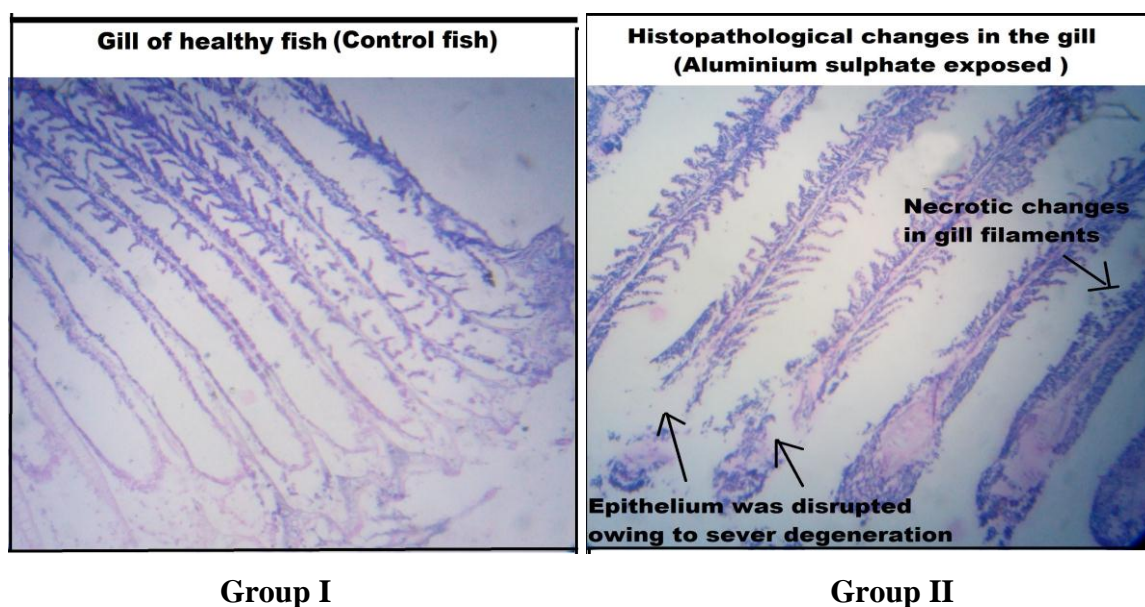 Gill of healthy fish (Control fish)
Histopathological changes in the gill
(Aluminium sulphate exposed )
Necrotic changes
in gill filaments
Epithelium was disrupted
owing to sever degeneration
Group I
Group II